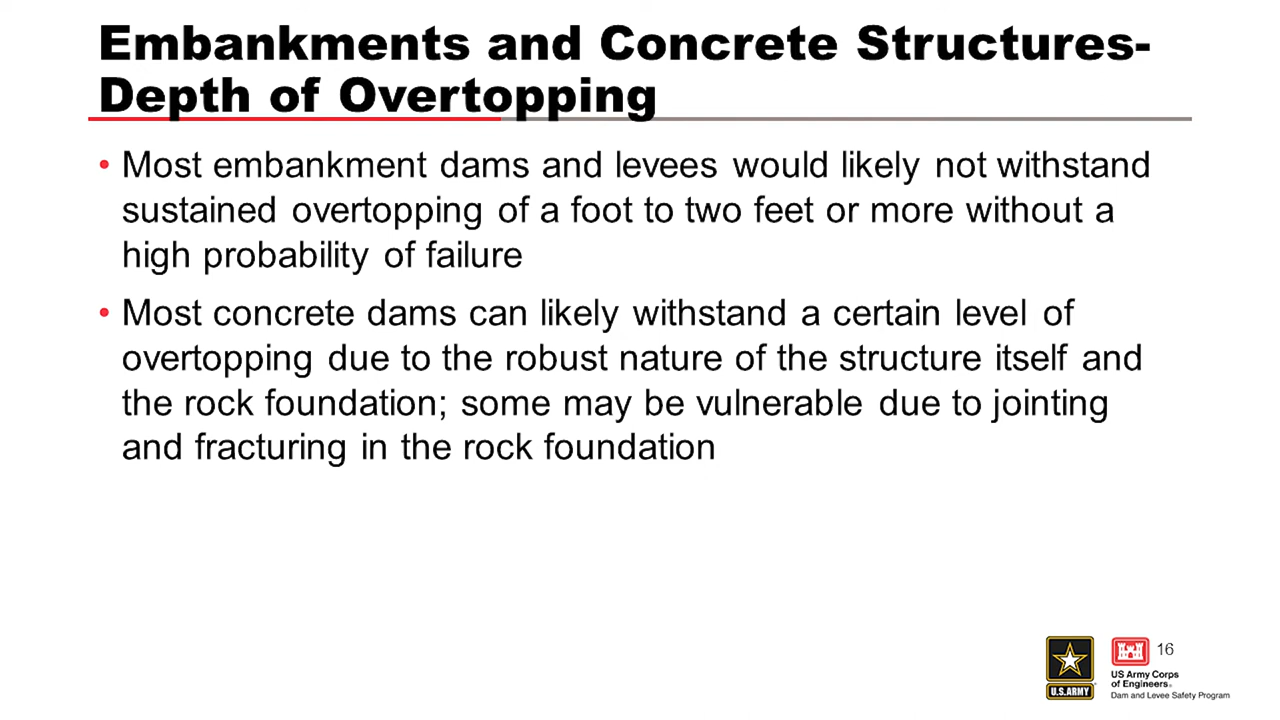 Embankments and Concrete Structures-
Depth of Overtopping
• Most embankment dams and levees would likely not withstand
sustained overtopping of a foot to two feet or more without a
high probability of failure
• Most concrete dams can likely withstand a certain level of
overtopping due to the robust nature of the structure itself and
the rock foundation; some may be vulnerable due to jointing
and fracturing in the rock foundation
16
U.S.ARMY
US Army Corps
of Engineers®
Dam and Levee Safety Program